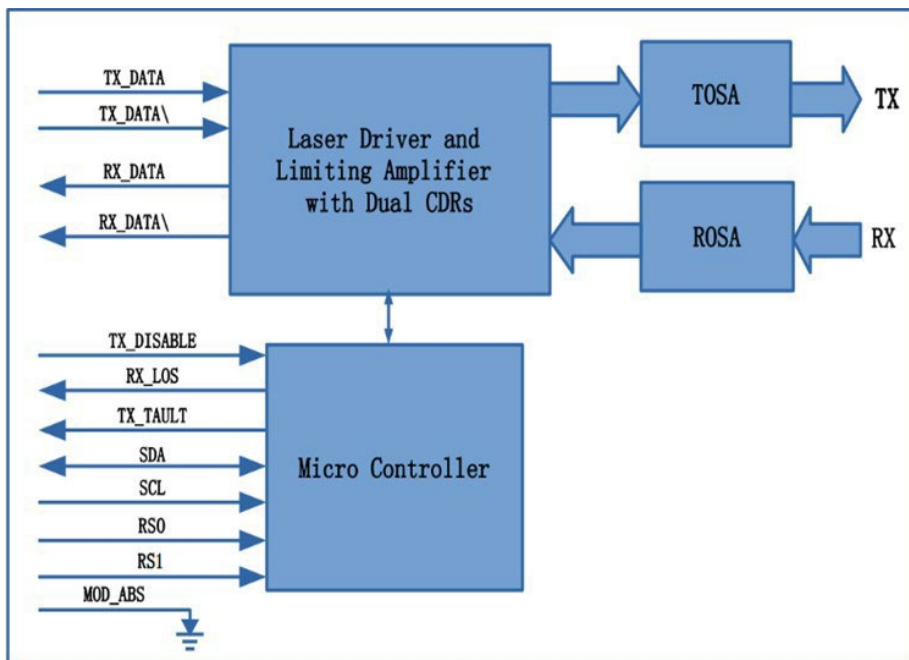 TX_DATA
TX_DATA\
RX_DATA
RX_DATA\
Laser Driver and
Limiting Amplifier
with Dual CDRs
TOSA
TX
ROSA
RX
TX_DISABLE
RX_LOS
TX_TAULT
SDA
SCL
RS0
RS1
MOD_ABS
Micro Controller